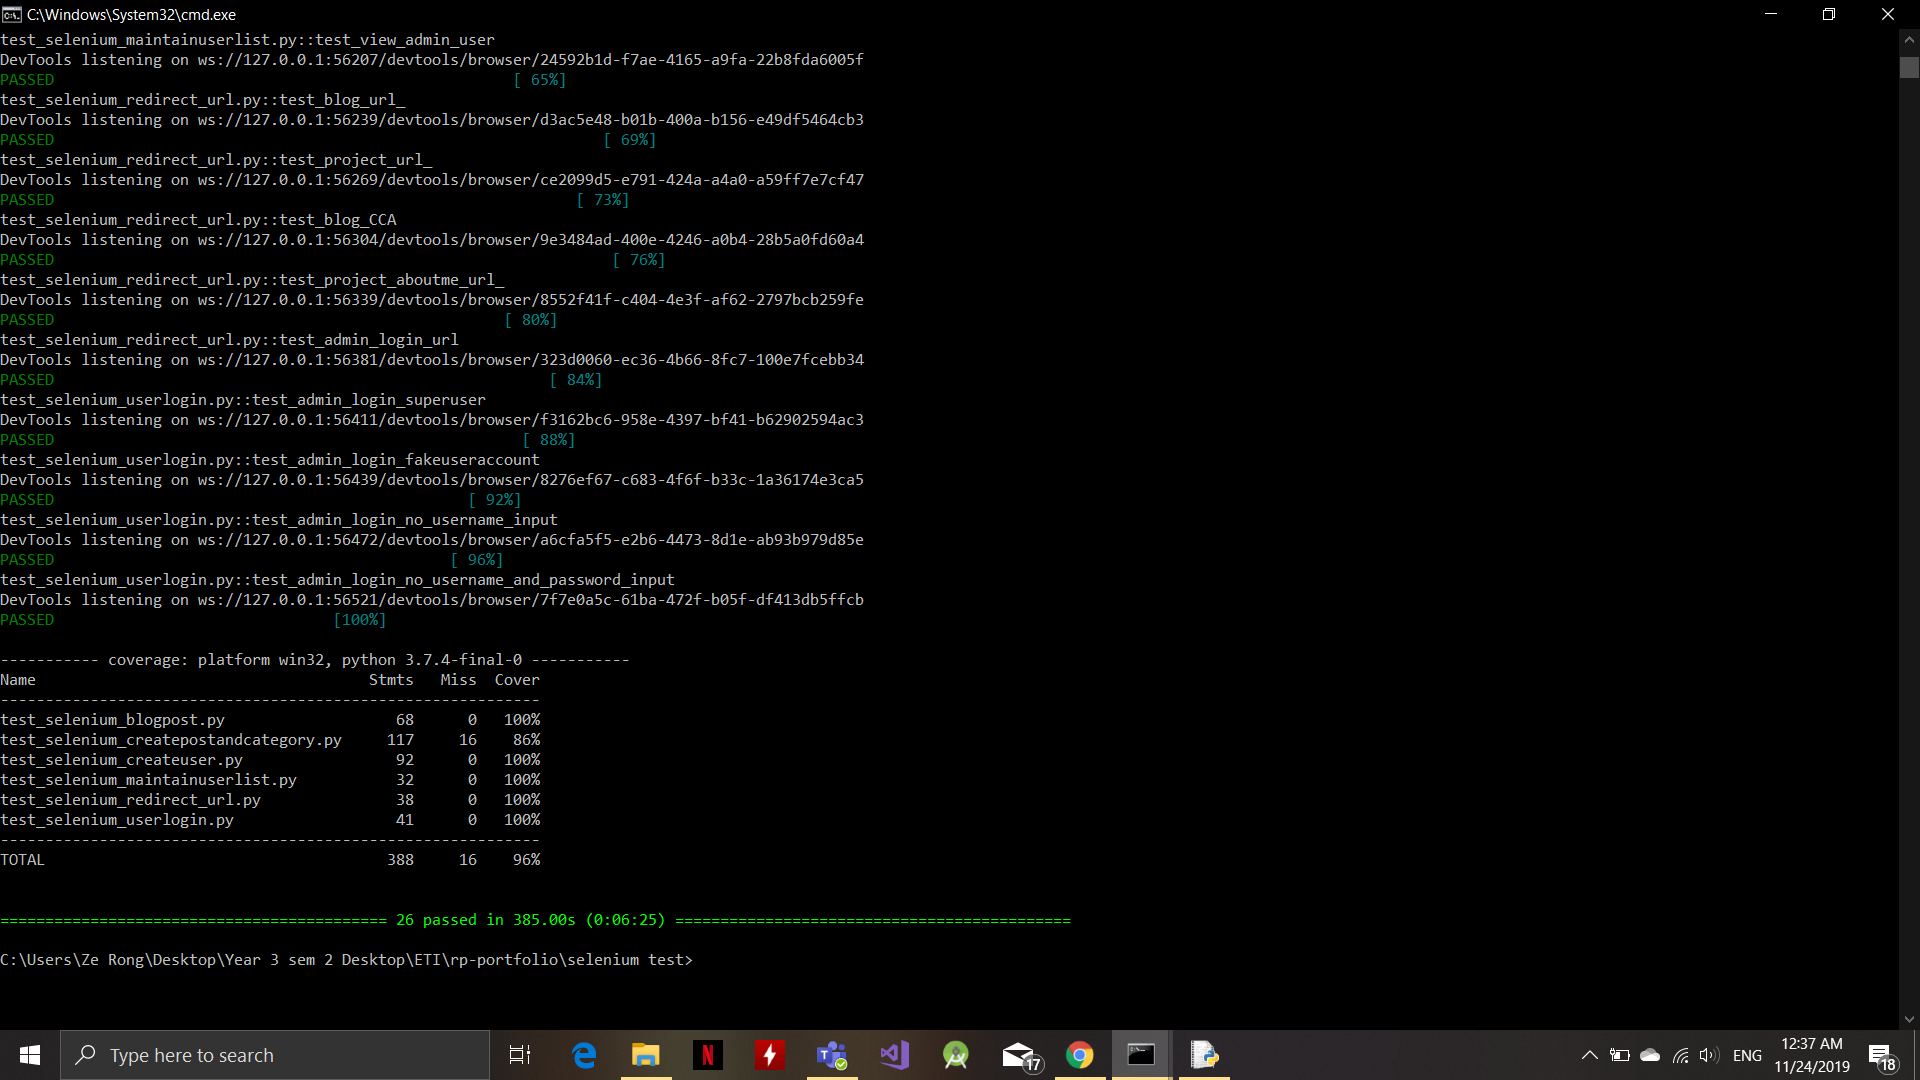 C:\Windows\System32\cmd.exe
test_selenium_maintainuserlist.py::test_view_admin_user
DevTools listening on ws://127.0.0.1:56207/devtools/browser/24592b1d-f7ae-4165-a9fa-22b8fda6005f
PASSED [ 65%]
test_selenium_redirect_url.py::test_blog_url_
DevTools listening on ws://127.0.0.1:56239/devtools/browser/d3ac5e48-b01b-400a-b156-e49df5464cb3
PASSED [ 69%]
test_selenium_redirect_url.py::test_project_url_
DevTools listening on ws://127.0.0.1:56269/devtools/browser/ce2099d5-e791-424a-a4a0-a59ff7e7cf47
PASSED [ 73%]
test_selenium_redirect_url.py::test_blog_CCA
DevTools listening on ws://127.0.0.1:56304/devtools/browser/9e3484ad-400e-4246-a0b4-28b5a0fd60a4
PASSED [ 76%]
test_selenium_redirect_url.py::test_project_aboutme_url_
DevTools listening on ws://127.0.0.1:56339/devtools/browser/8552f41f-c404-4e3f-af62-2797bcb259fe
PASSED [ 80%]
test_selenium_redirect_url.py::test_admin_login_url
DevTools listening on ws://127.0.0.1:56381/devtools/browser/323d0060-ec36-4b66-8fc7-100e7fcebb34
PASSED [ 84%]
test_selenium_userlogin.py::test_admin_login_superuser
DevTools listening on ws://127.0.0.1:56411/devtools/browser/f3162bc6-958e-4397-bf41-b62902594ac3
PASSED [ 88%]
test_selenium_userlogin.py::test_admin_login_fakeuseraccount
DevTools listening on ws://127.0.0.1:56439/devtools/browser/8276ef67-c683-4f6f-b33c-1a36174e3ca5
PASSED [ 92%]
test_selenium_userlogin.py::test_admin_login_no_username_input
DevTools listening on ws://127.0.0.1:56472/devtools/browser/a6cfa5f5-e2b6-4473-8d1e-ab93b979d85e
PASSED [ 96%]
test_selenium_userlogin.py::test_admin_login_no_username_and_password_input
DevTools listening on ws://127.0.0.1:56521/devtools/browser/7f7e0a5c-61ba-472f-b05f-df413db5ffcb
PASSED [100%]
----------- coverage: platform win32, python 3.7.4-final-0 -----------
Name Stmts Miss Cover
------------------------------------------------------------
test_selenium_blogpost.py 68 0 100%
test_selenium_createpostandcategory.py 117 16 86%
test_selenium_createuser.py 92 0 100%
test_selenium_maintainuserlist.py 32 0 100%
test_selenium_redirect_url.py 38 0 100%
test_selenium_userlogin.py 41 0 100%
------------------------------------------------------------
TOTAL 388 16 96%
=========================================== 26 passed in 385.00s (0:06:25) ============================================
C:\Users\Ze Rong\Desktop\Year 3 sem 2 Desktop\ETI\rp-portfolio\selenium test>
Type here to search
17
ENG
12:37 AM
11/24/2019
18